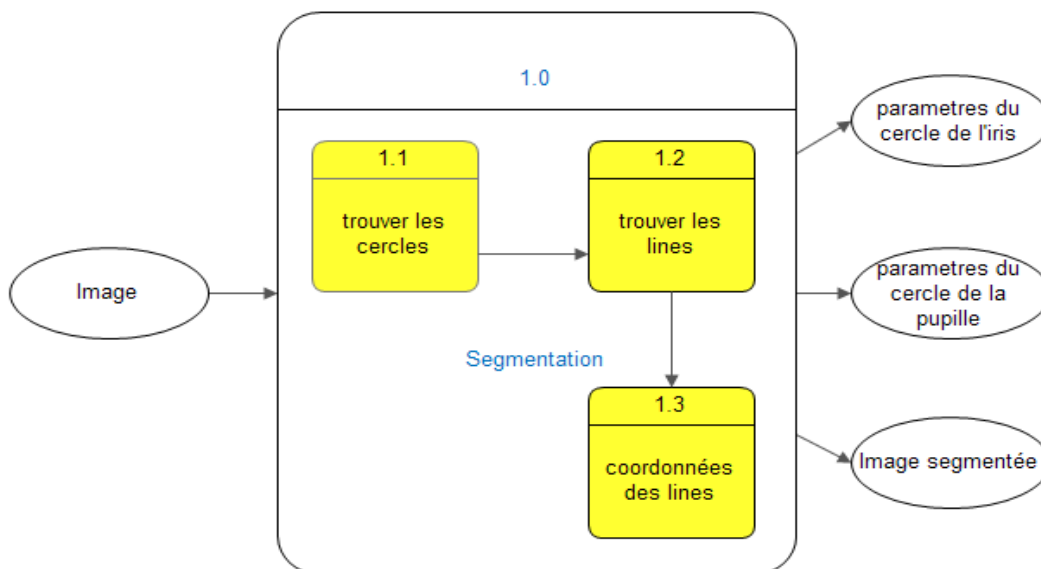 1.0
1.1
trouver les
cercles
1.2
trouver les
lines
Segmentation
1.3
coordonnées
des lines
Image
parametres du
cercle de l'iris
parametres du
cercle de la
pupille
Image segmentée